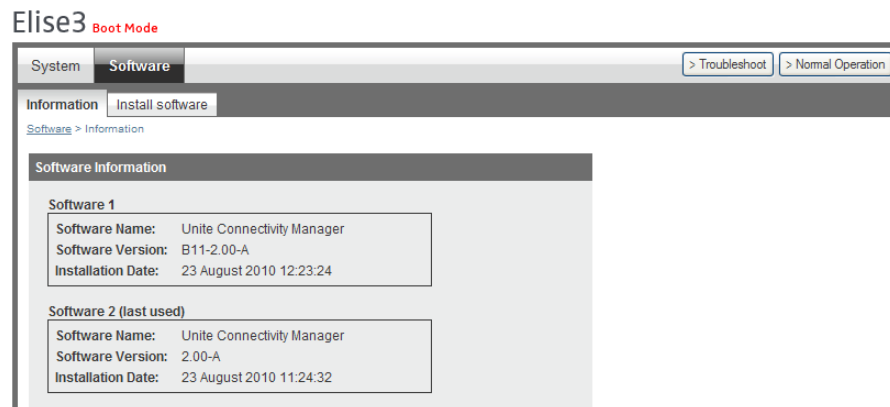 Elise3 Boot Mode
System Software > Troubleshoot > Normal Operation
Information Install software
Software > Information
Software Information
Software 1
Software Name: Unite Connectivity Manager
Software Version: B11-2.00-A
Installation Date: 23 August 2010 12:23:24
Software 2 (last used)
Software Name: Unite Connectivity Manager
Software Version: 2.00-A
Installation Date: 23 August 2010 11:24:32